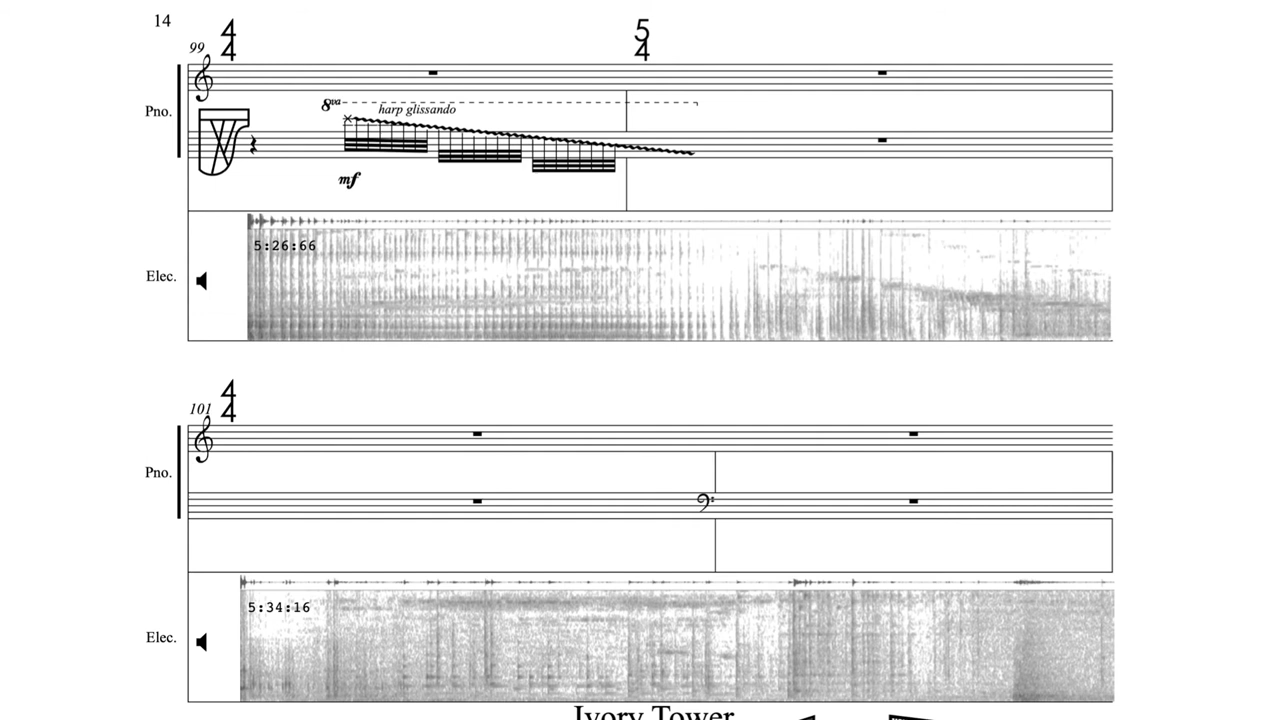 14
99
4
4
5
4
Pno.
8va
harp glissando
mf
5:26:66
Elec.
101
4
4
Pno.
5:34:16
Elec.
Ivory Tower